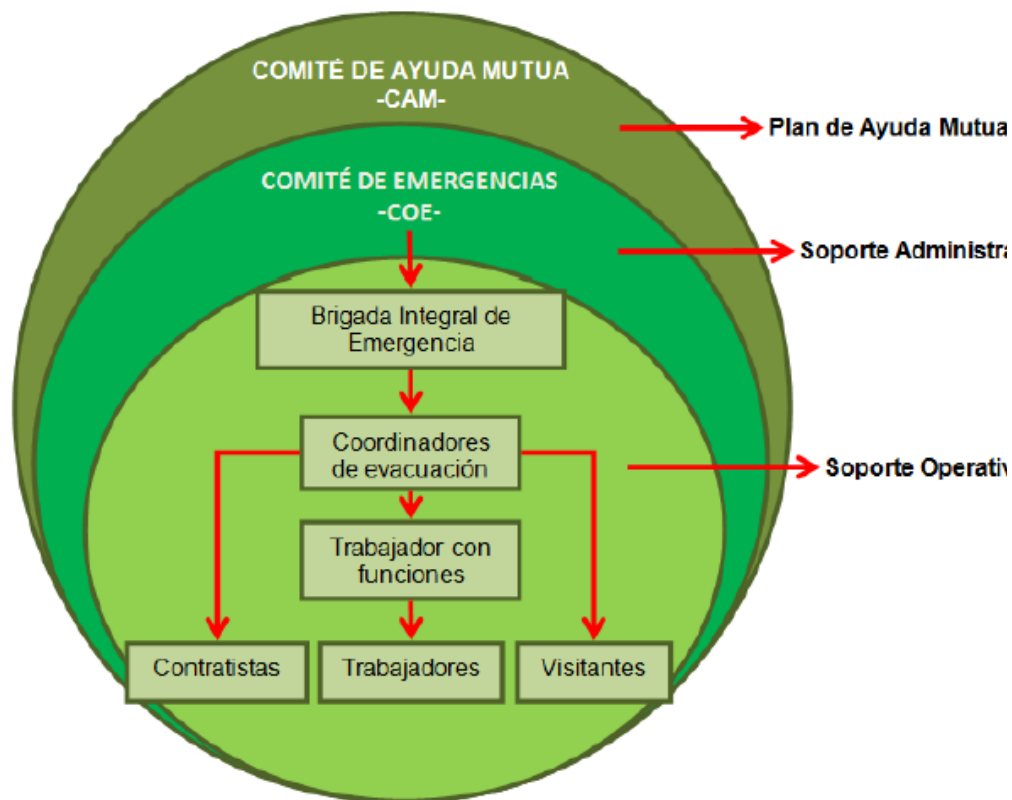 COMITÉ DE AYUDA MUTUA
-CAM-
Plan de Ayuda Mutua
COMITÉ DE EMERGENCIAS
-COE-
Soporte Administra
Brigada Integral de
Emergencia
Coordinadores
de evacuación
Soporte Operativ
Trabajador con
funciones
Contratistas
Trabajadores
Visitantes